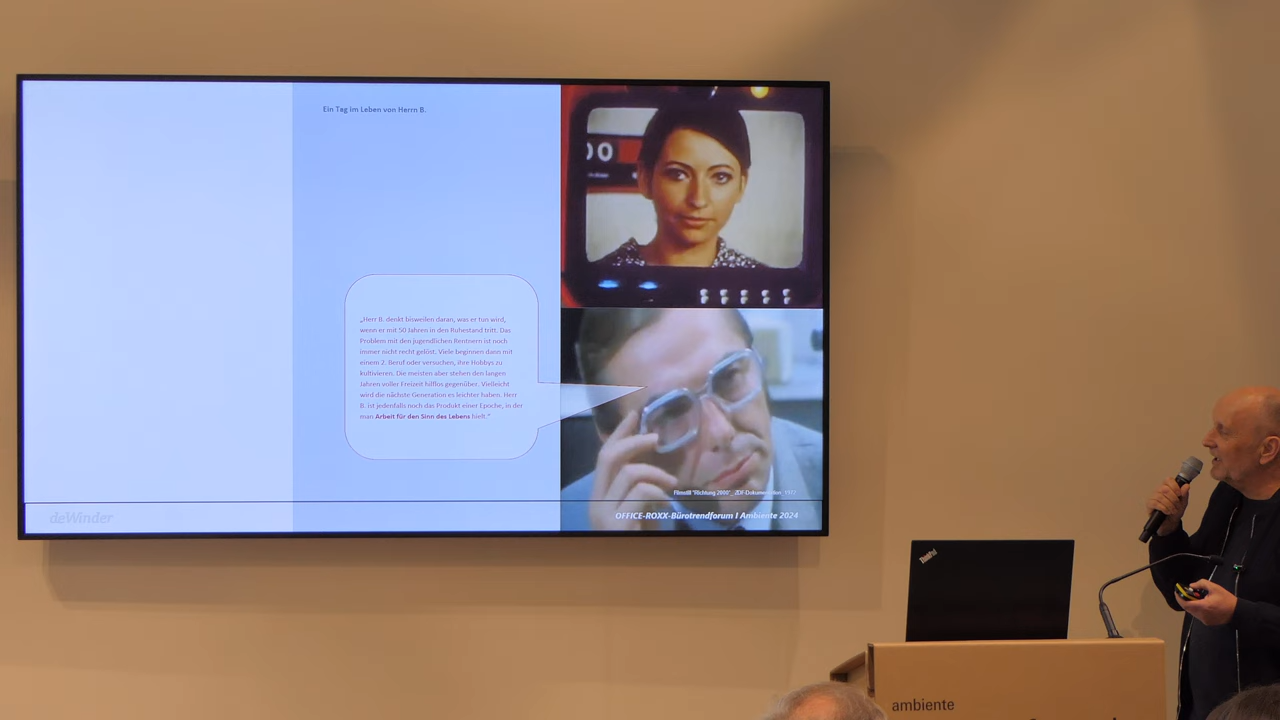 Ein Tag im Leben von Herrn B.
00
„Herr B. denkt bisweilen daran, was er tun wird,
wenn er mit 50 Jahren in den Ruhestand tritt. Das
Problem mit den jugendlichen Rentnern ist noch
immer nicht recht gelöst. Viele beginnen dann mit
einem 2. Beruf oder versuchen, ihre Hobbys zu
kultivieren. Die meisten aber stehen den langen
Jahren voller Freizeit hilflos gegenüber. Vielleicht
wird die nächste Generation es leichter haben. Herr
B. ist jedenfalls noch das Produkt einer Epoche, in der
man Arbeit für den Sinn des Lebens hielt."
Filmstill "Richtung 2000", ZDF-Dokumentation, 1972
deWinder
OFFICE-ROXX-Bürotrendforum I Ambiente 2024
ThinkPad
ambiente